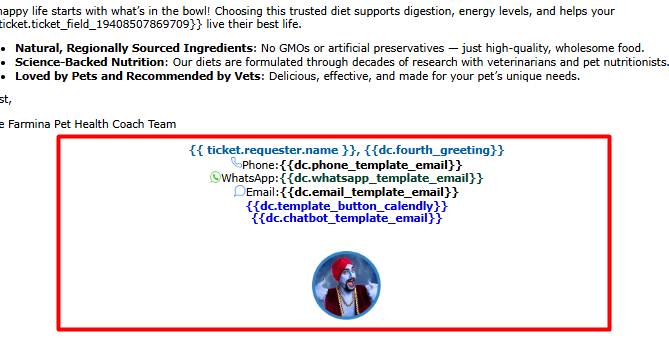 happy life starts with what's in the bowl! Choosing this trusted diet supports digestion, energy levels, and helps your
ticket.ticket_field_19408507869709}} live their best life.
• Natural, Regionally Sourced Ingredients: No GMOs or artificial preservatives — just high-quality, wholesome food.
• Science-Backed Nutrition: Our diets are formulated through decades of research with veterinarians and pet nutritionists.
• Loved by Pets and Recommended by Vets: Delicious, effective, and made for your pet's unique needs.
st,
e Farmina Pet Health Coach Team
{{ ticket.requester.name }}, {{dc.fourth_greeting}}
Phone:{{dc.phone_template_email}}
WhatsApp:{{dc.whatsapp_template_email}}
Email:{{dc.email_template_email}}
{{dc.template_button_calendly}}
{{dc.chatbot_template_email}}